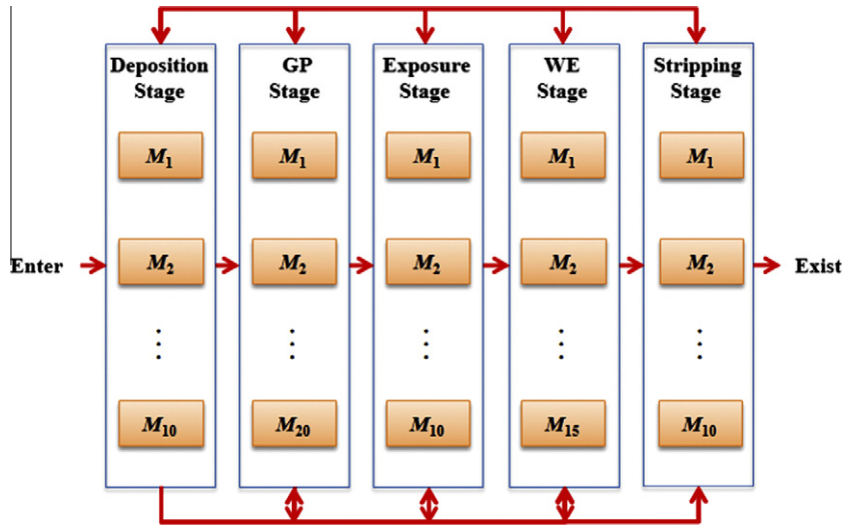 Deposition Stage
GP Stage
Exposure Stage
WE Stage
Stripping Stage
M1 M1 M1 M1 M1
Enter M2 M2 M2 M2 M2 Exist
M10 M20 M10 M15 M10